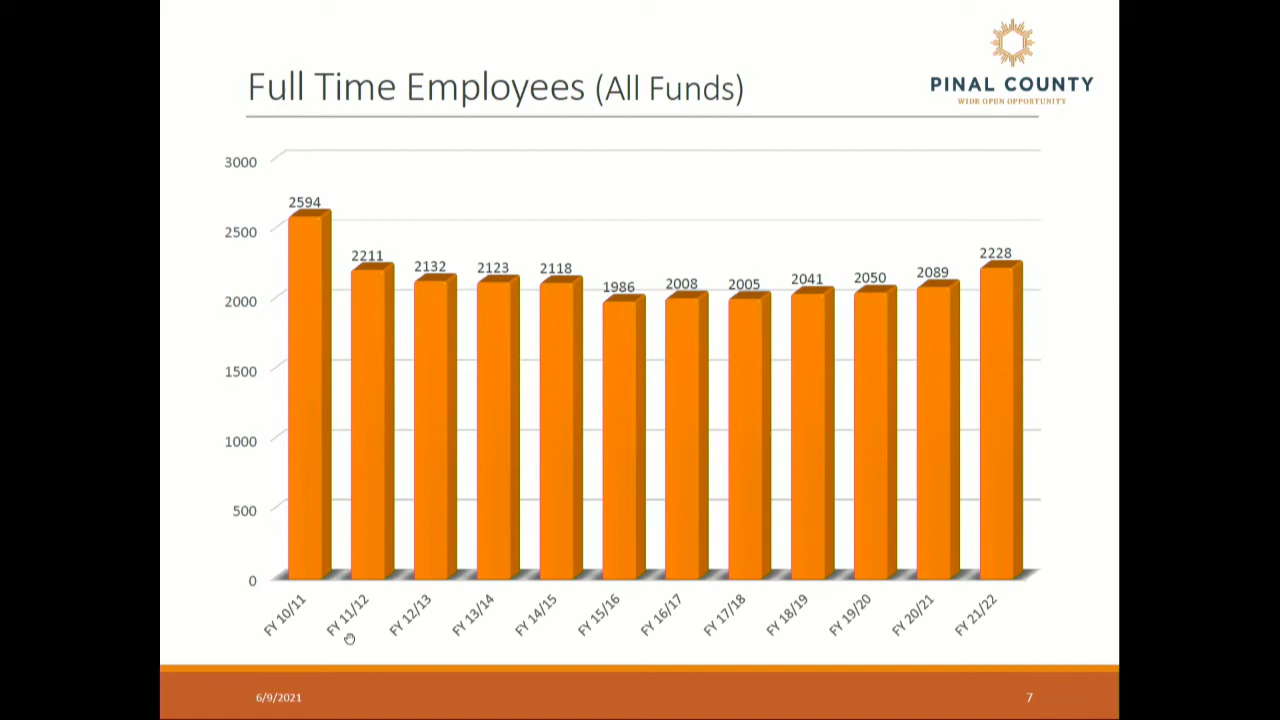 PINAL COUNTY
WIDE OPEN OPPORTUNITY
Full Time Employees (All Funds)
3000
2500
2000
1500
1000
500
0
2594
2211
2132
2123
2118
1986
2008
2005
2041
2050
2089
2228
FY 10/11
FY 11/12
FY 12/13
FY 13/14
FY 14/15
FY 15/16
FY 16/17
FY 17/18
FY 18/19
FY 19/20
FY 20/21
FY 21/22
6/9/2021
7